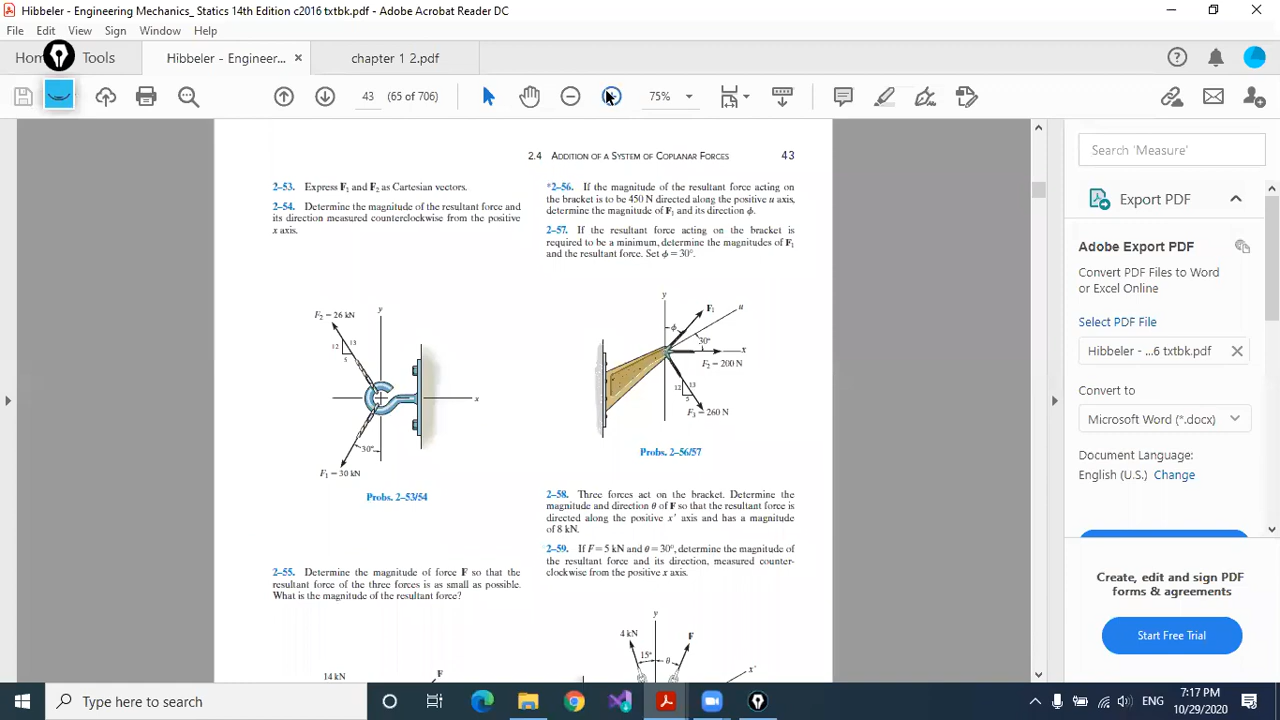 Hibbeler - Engineering Mechanics_ Statics 14th Edition c2016 txtbk.pdf - Adobe Acrobat Reader DC
File Edit View Sign Window Help
Hom Tools Hibbeler - Engineer... × chapter 1 2.pdf
43 (65 of 706) 75%
2.4 ADDITION OF A SYSTEM OF COPLANAR FORCES 43
2–53. Express F₁ and F₂ as Cartesian vectors.
2–54. Determine the magnitude of the resultant force and
its direction measured counterclockwise from the positive
x axis.
y
F₂ = 26 kN
13
12
5
x
30°
F₁ = 30 kN
Probs. 2–53/54
2–55. Determine the magnitude of force F so that the
resultant force of the three forces is as small as possible.
What is the magnitude of the resultant force?
14 kN
F
*2–56. If the magnitude of the resultant force acting on
the bracket is to be 450 N directed along the positive u axis,
determine the magnitude of F₁ and its direction ϕ.
2–57. If the resultant force acting on the bracket is
required to be a minimum, determine the magnitudes of F₁
and the resultant force. Set ϕ = 30°.
y
F₁
u
ϕ
30°
x
F₂ = 200 N
13
12
5
F₃ = 260 N
Probs. 2–56/57
2–58. Three forces act on the bracket. Determine the
magnitude and direction θ of F so that the resultant force is
directed along the positive x′ axis and has a magnitude
of 8 kN.
2–59. If F = 5 kN and θ = 30°, determine the magnitude of
the resultant force and its direction, measured counter-
clockwise from the positive x axis.
y
4 kN
F
15°
θ
x′
Search 'Measure'
Export PDF
Adobe Export PDF
Convert PDF Files to Word
or Excel Online
Select PDF File
Hibbeler - ...6 txtbk.pdf
Convert to
Microsoft Word (*.docx)
Document Language:
English (U.S.) Change
Create, edit and sign PDF
forms & agreements
Start Free Trial
Type here to search
ENG
7:17 PM
10/29/2020